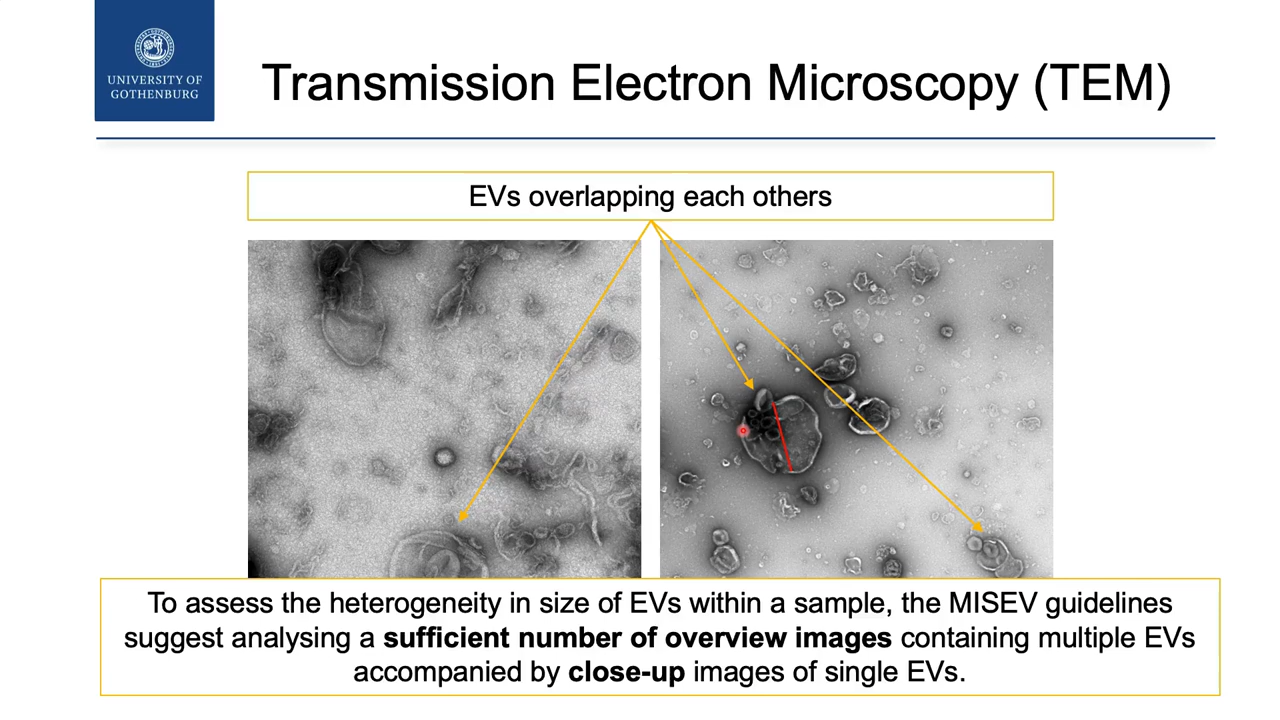 UNIVERSITY OF
GOTHENBURG
Transmission Electron Microscopy (TEM)
EVs overlapping each others
To assess the heterogeneity in size of EVs within a sample, the MISEV guidelines
suggest analysing a sufficient number of overview images containing multiple EVs
accompanied by close-up images of single EVs.